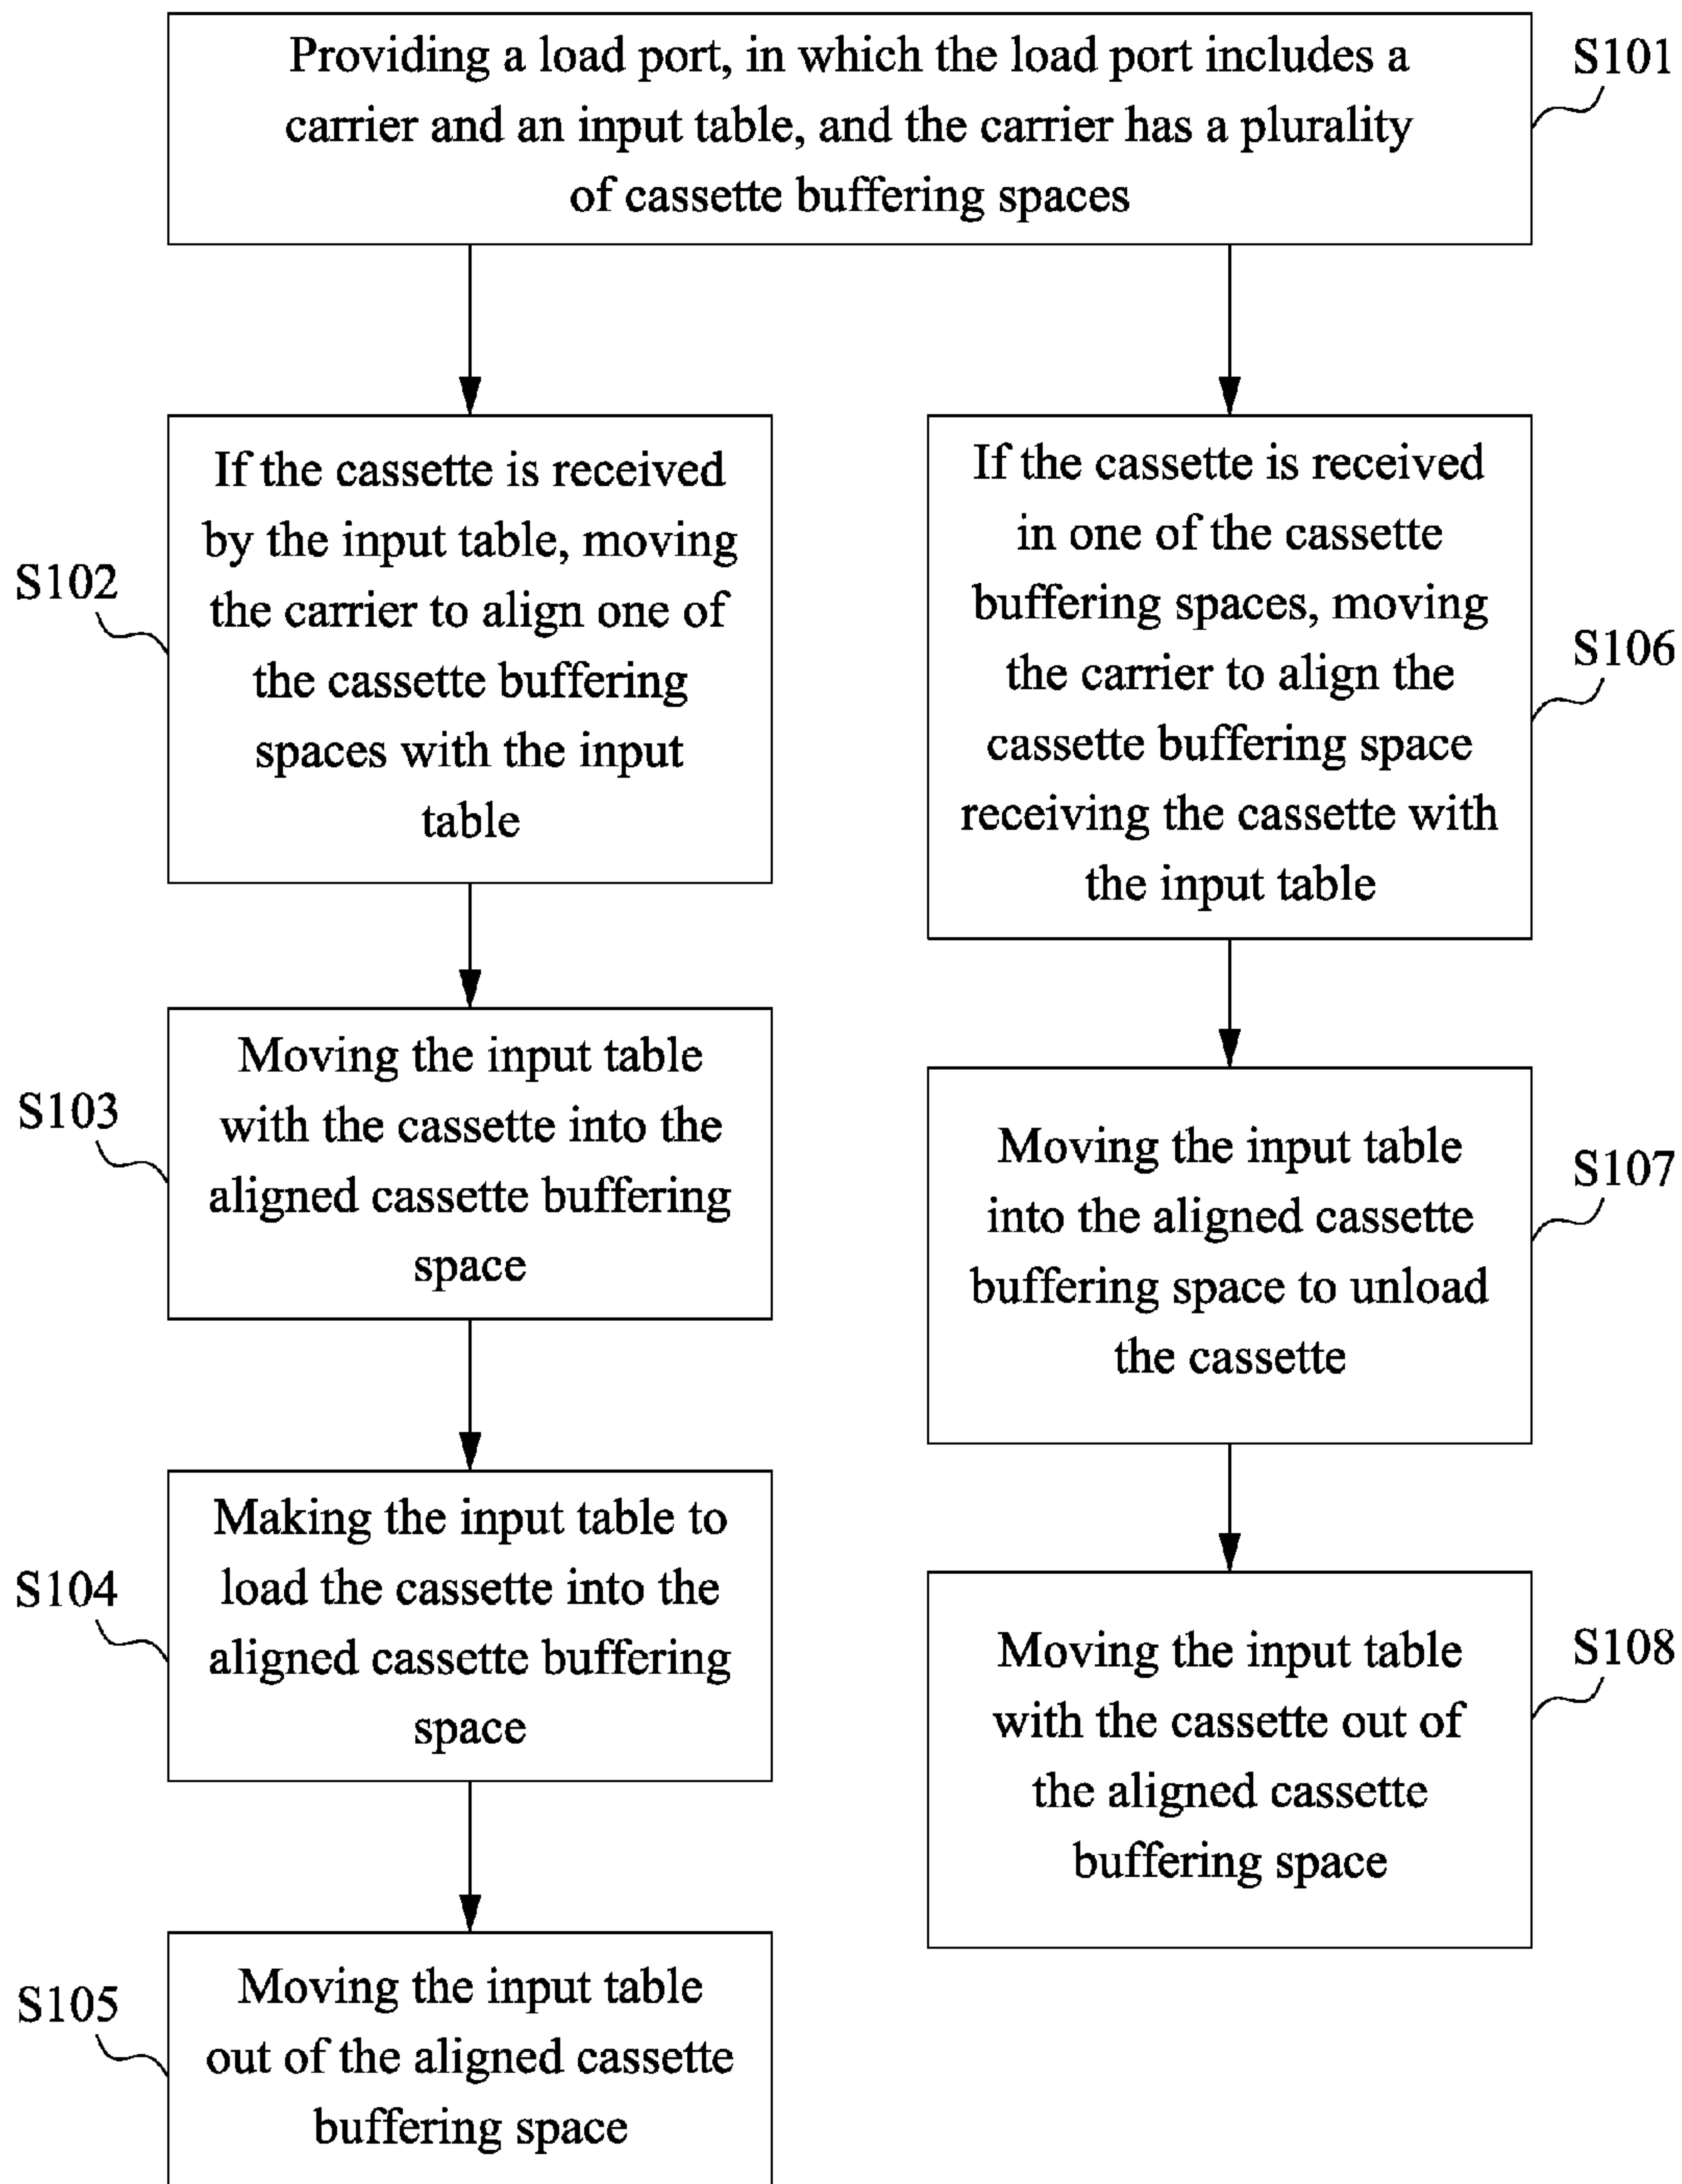 Providing a load port, in which the load port includes a
carrier and an input table, and the carrier has a plurality
of cassette buffering spaces
S101
If the cassette is received
by the input table, moving
the carrier to align one of
the cassette buffering
spaces with the input
table
S102
Moving the input table
with the cassette into the
aligned cassette buffering
space
S103
Making the input table to
load the cassette into the
aligned cassette buffering
space
S104
Moving the input table
out of the aligned cassette
buffering space
S105
If the cassette is received
in one of the cassette
buffering spaces, moving
the carrier to align the
cassette buffering space
receiving the cassette with
the input table
S106
Moving the input table
into the aligned cassette
buffering space to unload
the cassette
S107
Moving the input table
with the cassette out of
the aligned cassette
buffering space
S108